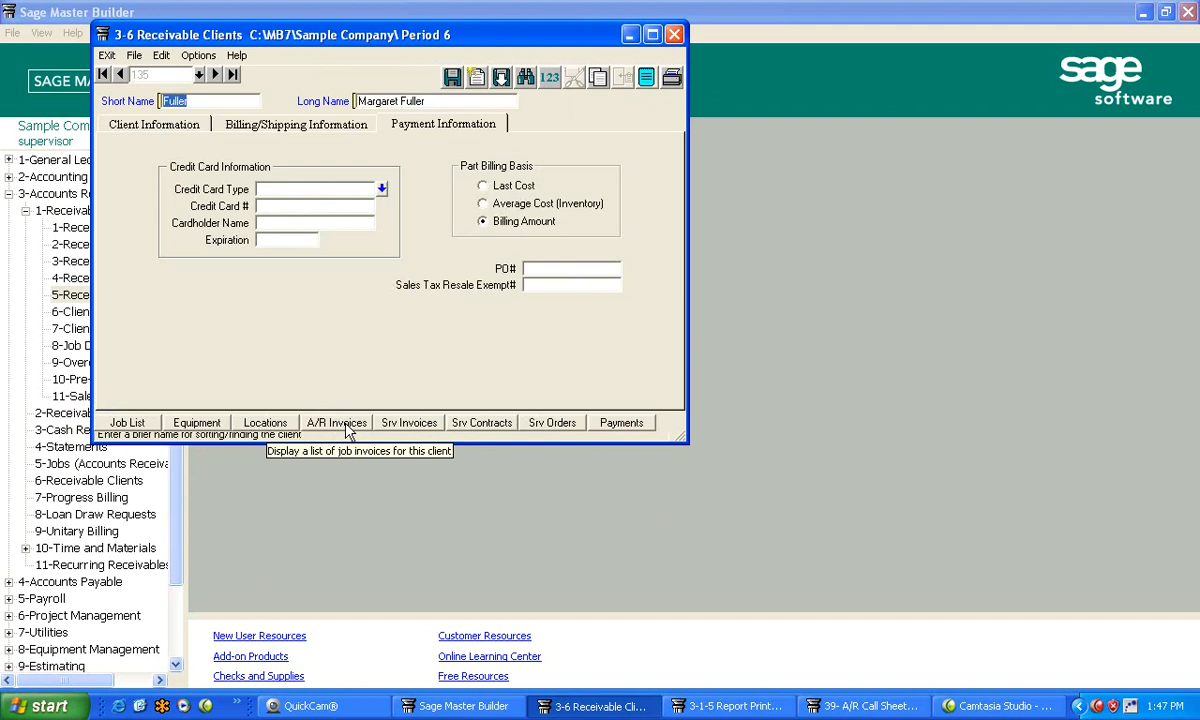 Sage Master Builder
File View Help
3-6 Receivable Clients C:\MB7\Sample Company\ Period 6
EXit File Edit Options Help
135
123
Short Name Fuller Long Name Margaret Fuller
Client Information Billing/Shipping Information Payment Information
Credit Card Information
Credit Card Type
Credit Card #
Cardholder Name
Expiration
Part Billing Basis
Last Cost
Average Cost (Inventory)
Billing Amount
PO#
Sales Tax Resale Exempt#
Job List Equipment Locations A/R Invoices Srv Invoices Srv Contracts Srv Orders Payments
Enter a brief name for sorting/finding the client
Display a list of job invoices for this client
SAGE MA
sage
software
Sample Com
supervisor
1-General Led
2-Accounting
3-Accounts R
1-Receivab
1-Rece
2-Rece
3-Rece
4-Rece
5-Rece
6-Clien
7-Clien
8-Job D
9-Overd
10-Pre-
11-Sale
2-Receivab
3-Cash Re
4-Statements
5-Jobs (Accounts Receiva
6-Receivable Clients
7-Progress Billing
8-Loan Draw Requests
9-Unitary Billing
10-Time and Materials
11-Recurring Receivables
4-Accounts Payable
5-Payroll
6-Project Management
7-Utilities
8-Equipment Management
9-Estimating
New User Resources Customer Resources
Add-on Products Online Learning Center
Checks and Supplies Free Resources
start QuickCam® Sage Master Builder 3-6 Receivable Cli... 3-1-5 Report Print... 39- A/R Call Sheet... Camtasia Studio - ... 1:47 PM